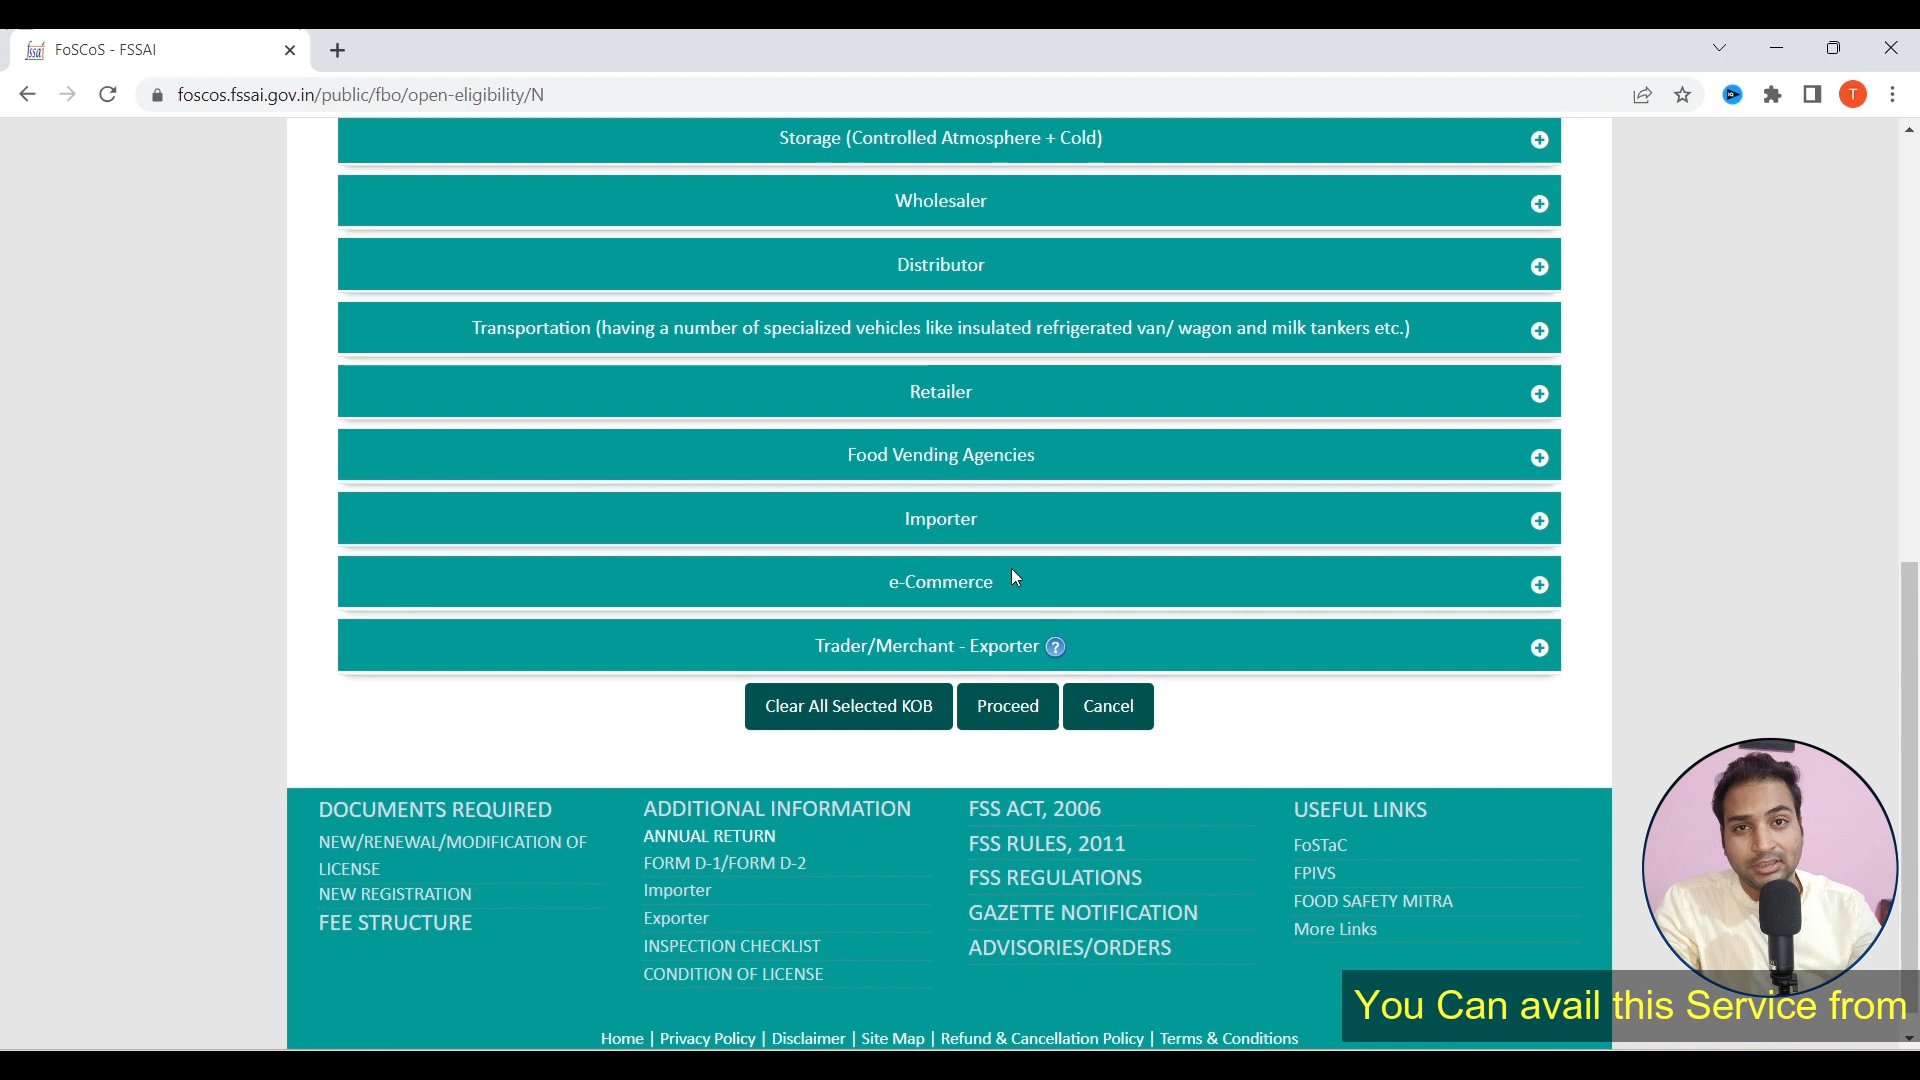 FoSCoS - FSSAI
foscos.fssai.gov.in/public/fbo/open-eligibility/N
T
Storage (Controlled Atmosphere + Cold)
Wholesaler
Distributor
Transportation (having a number of specialized vehicles like insulated refrigerated van/ wagon and milk tankers etc.)
Retailer
Food Vending Agencies
Importer
e-Commerce
Trader/Merchant - Exporter ?
Clear All Selected KOB Proceed Cancel
DOCUMENTS REQUIRED
NEW/RENEWAL/MODIFICATION OF
LICENSE
NEW REGISTRATION
FEE STRUCTURE
ADDITIONAL INFORMATION
ANNUAL RETURN
FORM D-1/FORM D-2
Importer
Exporter
INSPECTION CHECKLIST
CONDITION OF LICENSE
FSS ACT, 2006
FSS RULES, 2011
FSS REGULATIONS
GAZETTE NOTIFICATION
ADVISORIES/ORDERS
USEFUL LINKS
FoSTaC
FPIVS
FOOD SAFETY MITRA
More Links
You Can avail this Service from
Home | Privacy Policy | Disclaimer | Site Map | Refund & Cancellation Policy | Terms & Conditions